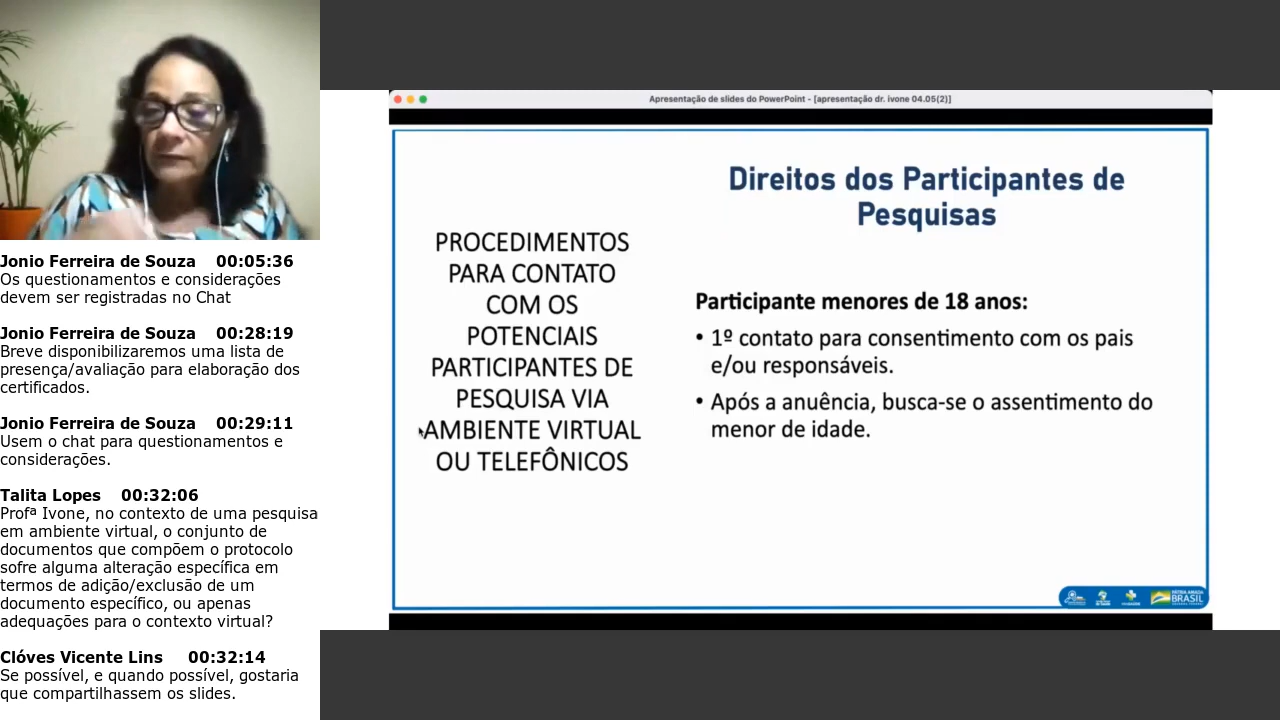 Jonio Ferreira de Souza 00:05:36
Os questionamentos e considerações
devem ser registradas no Chat
Jonio Ferreira de Souza 00:28:19
Breve disponibilizaremos uma lista de
presença/avaliação para elaboração dos
certificados.
Jonio Ferreira de Souza 00:29:11
Usem o chat para questionamentos e
considerações.
Talita Lopes 00:32:06
Profª Ivone, no contexto de uma pesquisa
em ambiente virtual, o conjunto de
documentos que compõem o protocolo
sofre alguma alteração específica em
termos de adição/exclusão de um
documento específico, ou apenas
adequações para o contexto virtual?
Clóves Vicente Lins 00:32:14
Se possível, e quando possível, gostaria
que compartilhassem os slides.
Apresentação de slides do PowerPoint - [apresentação dr. ivone 04.05(2)]
PROCEDIMENTOS
PARA CONTATO
COM OS
POTENCIAIS
PARTICIPANTES DE
PESQUISA VIA
AMBIENTE VIRTUAL
OU TELEFÔNICOS
Direitos dos Participantes de
Pesquisas
Participante menores de 18 anos:
• 1º contato para consentimento com os pais
e/ou responsáveis.
• Após a anuência, busca-se o assentimento do
menor de idade.
PÁTRIA AMADA
BRASIL